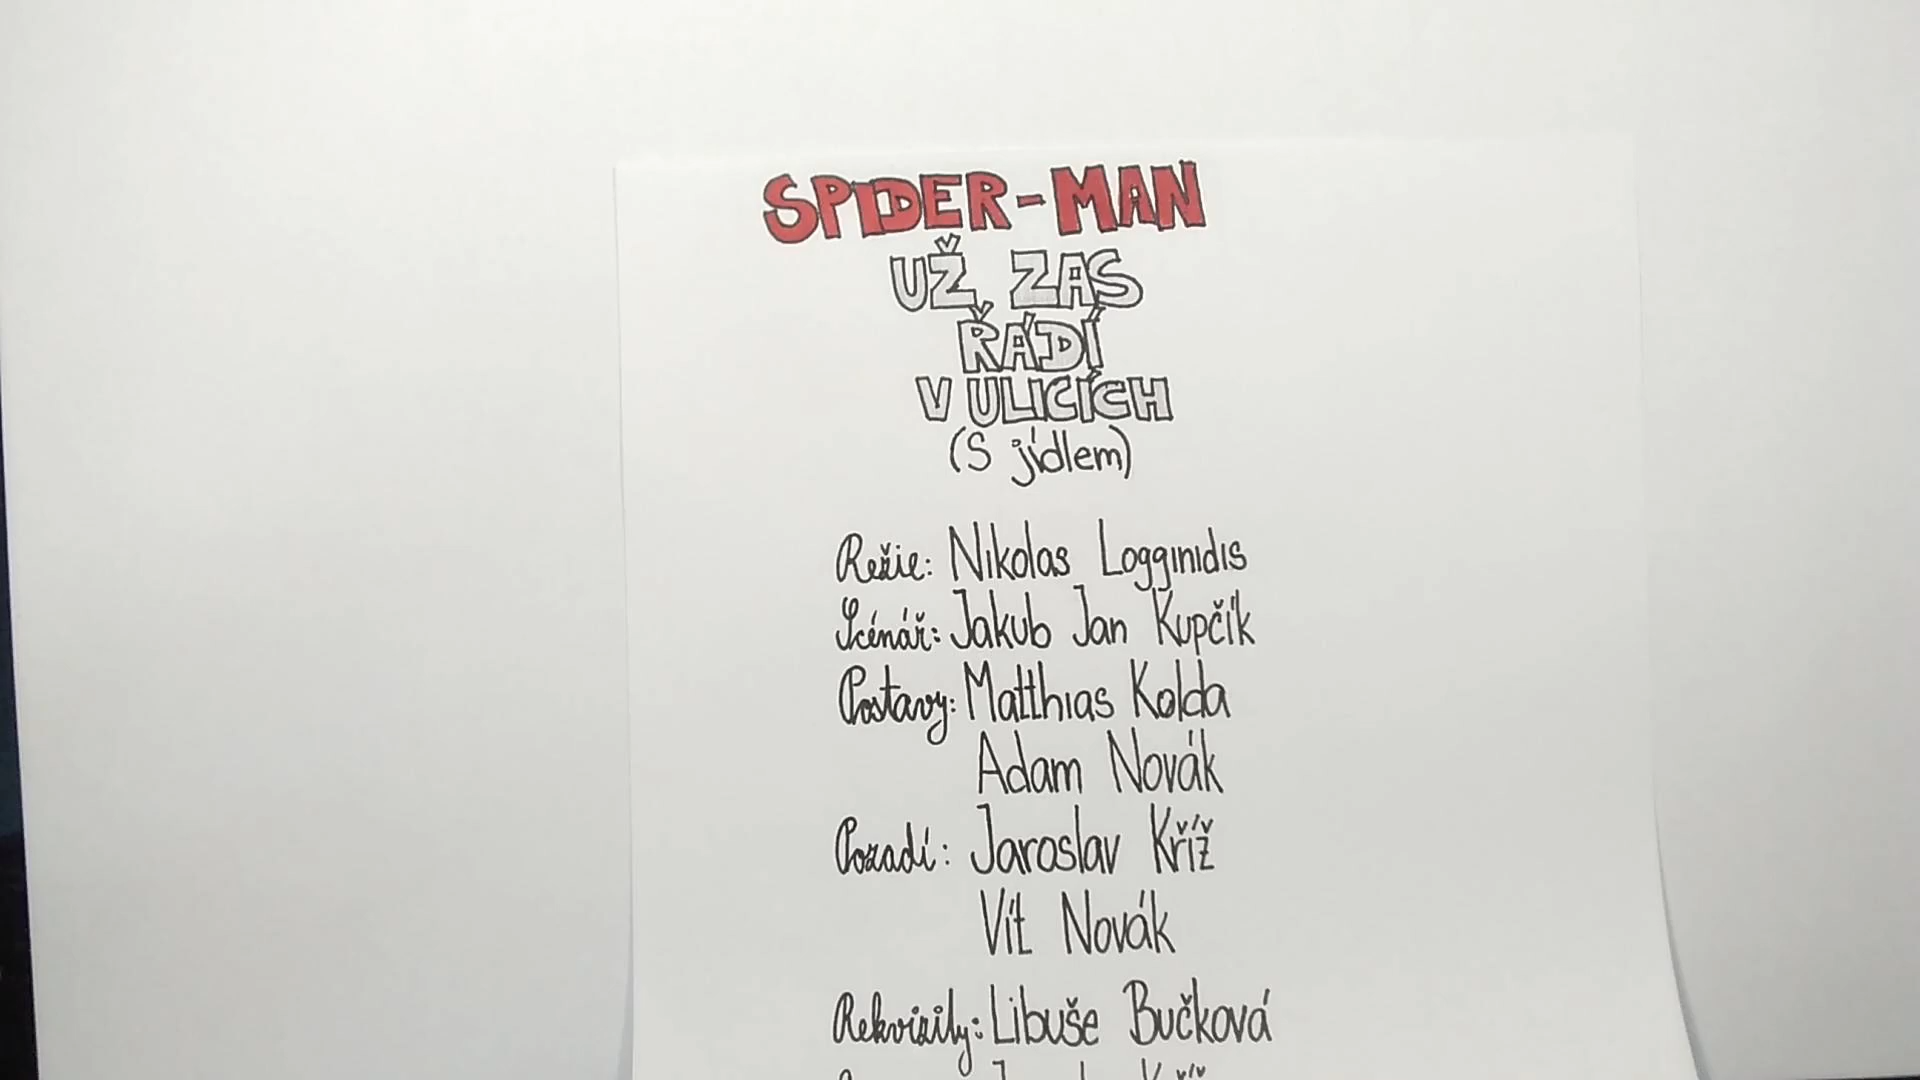 SPIDER-MAN
UŽ ZAS
ŘÁDÍ
V ULICÍCH
(S jídlem)
Režie: Nikolas Logginidis
Scénář: Jakub Jan Kupčík
Postavy: Matthias Kolda
Adam Novák
Pozadí: Jaroslav Kříž
Vít Novák
Rekvizity: Libuše Bučková